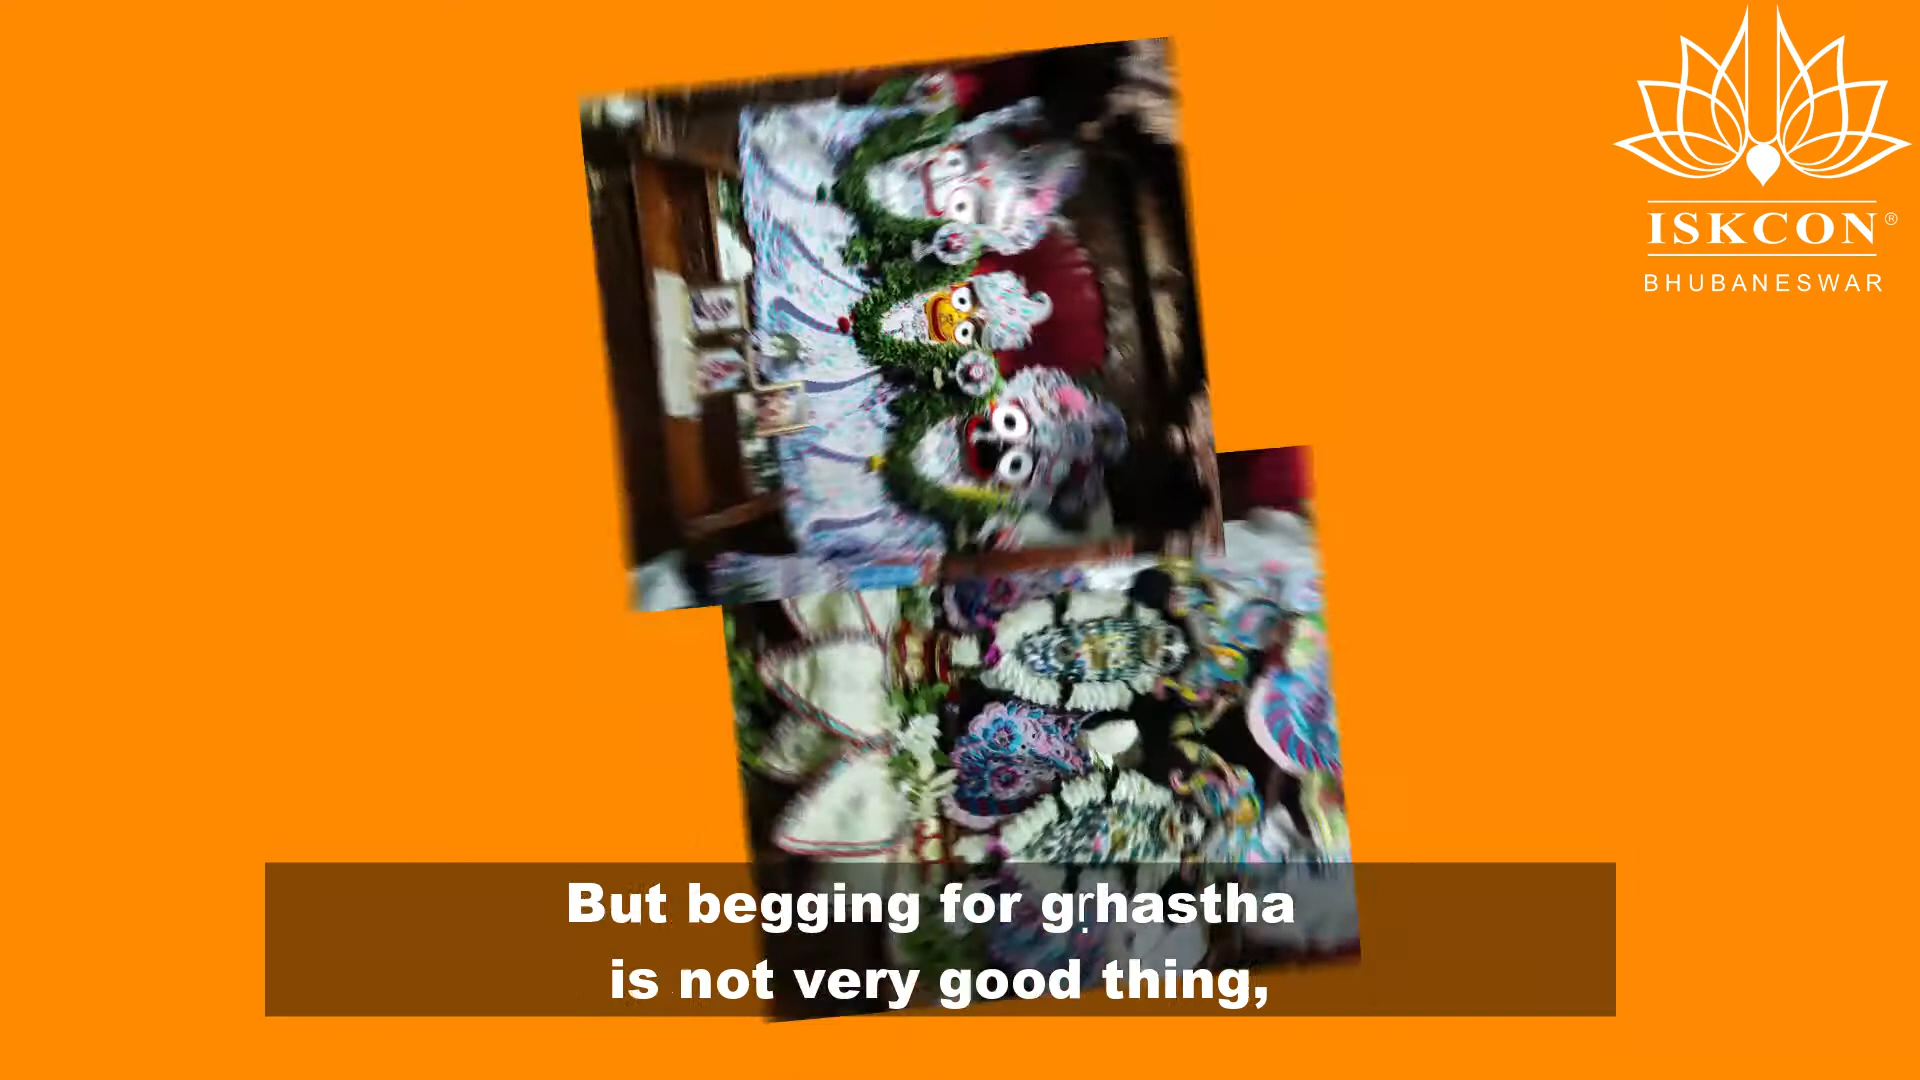 ISKCON®
BHUBANESWAR
But begging for gṛhastha
is not very good thing,